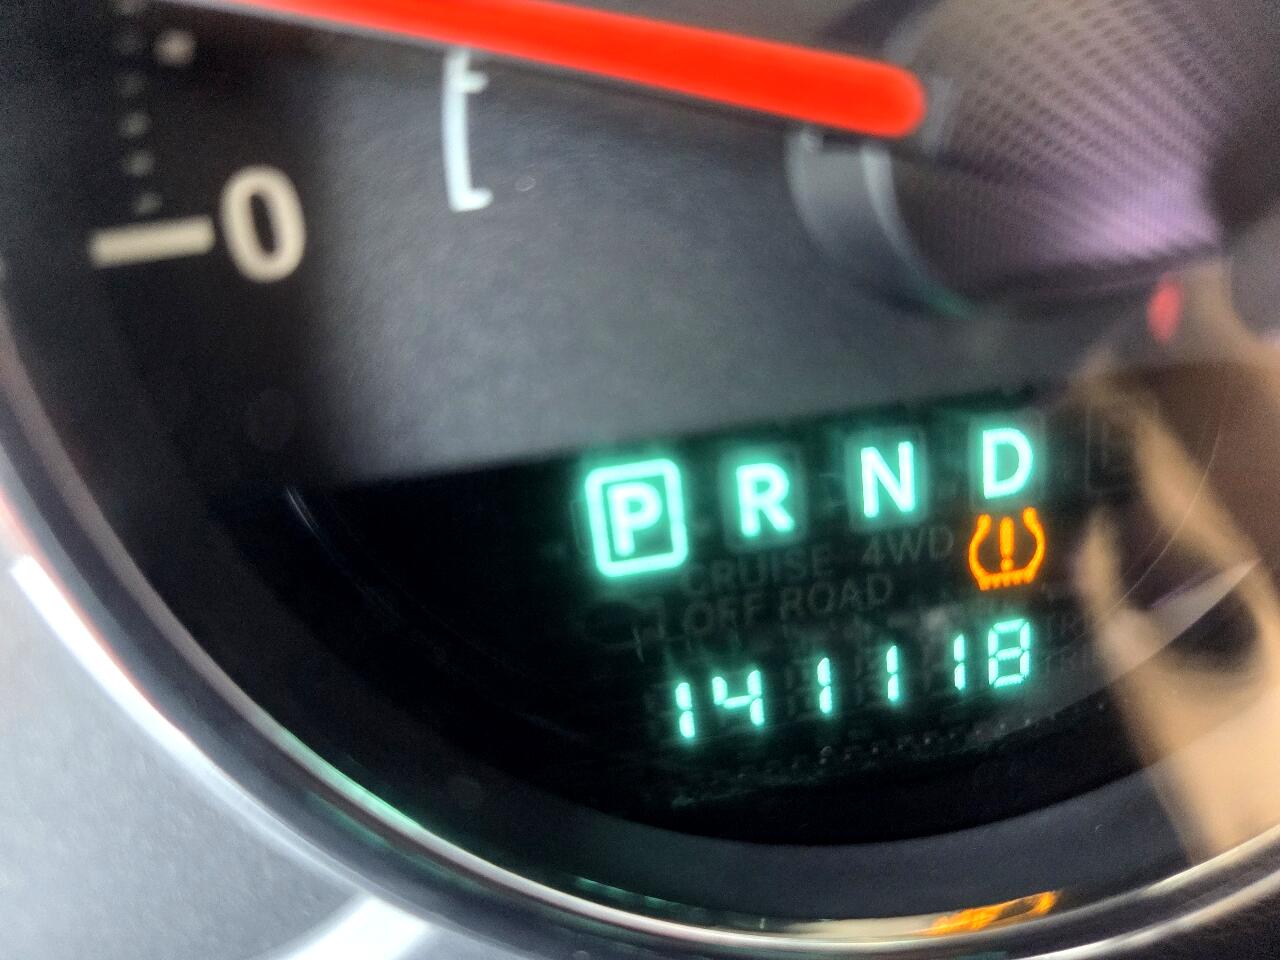 0
P R N D
CRUISE 4WD
OFF ROAD
141118